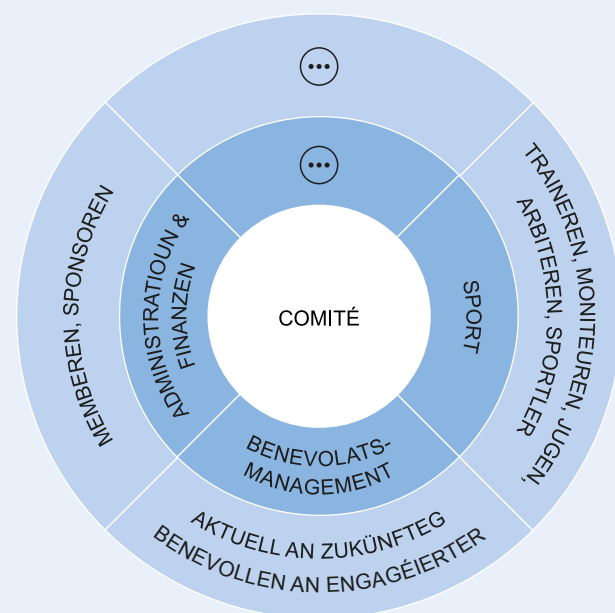 •••
•••
MEMBEREN, SPONSOREN
ADMINISTRATIOUN &
FINANZEN
COMITÉ
SPORT
TRAINEREN, MONITEUREN, JUGEN,
ARBITEREN, SPORTLER
BENEVOLATS-
MANAGEMENT
AKTUELL AN ZUKÜNFTEG
BENEVOLLEN AN ENGAGÉIERTER